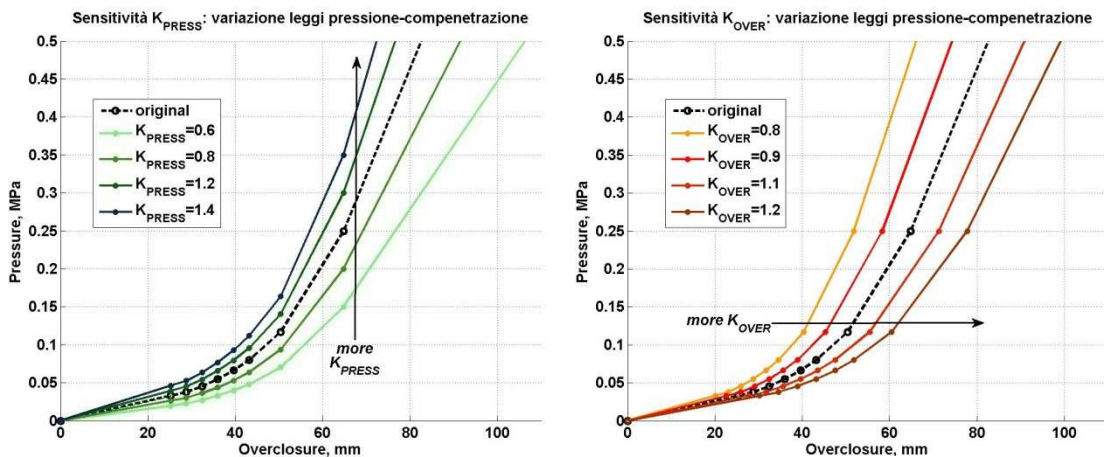 Sensitività K_PRESS: variazione leggi pressione-compenetrazione
0.5
0.45
0.4
0.35
0.3
0.25
0.2
0.15
0.1
0.05
0
Pressure, MPa
original
K_PRESS=0.6
K_PRESS=0.8
K_PRESS=1.2
K_PRESS=1.4
more
K_PRESS
0 20 40 60 80 100
Overclosure, mm
Sensitività K_OVER: variazione leggi pressione-compenetrazione
0.5
0.45
0.4
0.35
0.3
0.25
0.2
0.15
0.1
0.05
0
Pressure, MPa
original
K_OVER=0.8
K_OVER=0.9
K_OVER=1.1
K_OVER=1.2
more K_OVER
0 20 40 60 80 100
Overclosure, mm